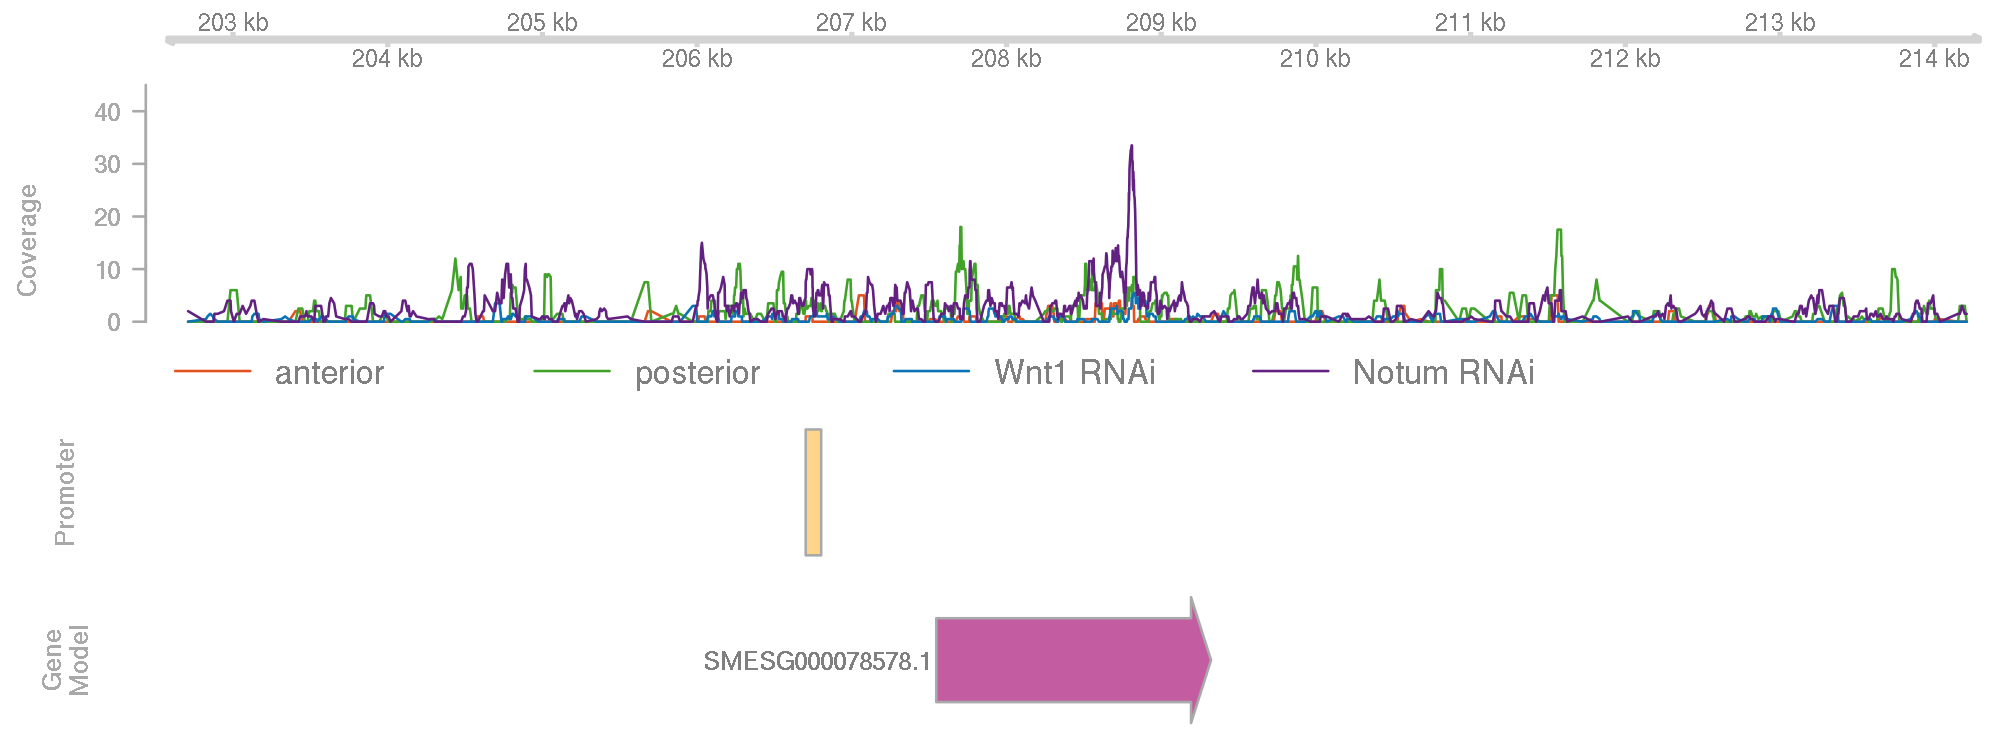 203 kb 205 kb 207 kb 209 kb 211 kb 213 kb
204 kb 206 kb 208 kb 210 kb 212 kb 214 kb
Coverage
40
30
20
10
0
anterior posterior Wnt1 RNAi Notum RNAi
Promoter
Gene
Model
SMESG000078578.1